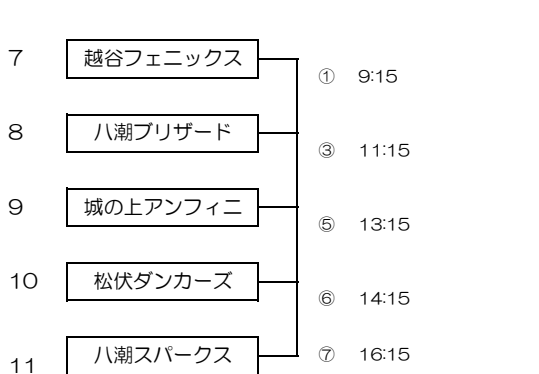 7 越谷フェニックス
① 9:15
8 八潮ブリザード
③ 11:15
9 城の上アンフィニ
⑤ 13:15
10 松伏ダンカーズ
⑥ 14:15
11 八潮スパークス
⑦ 16:15